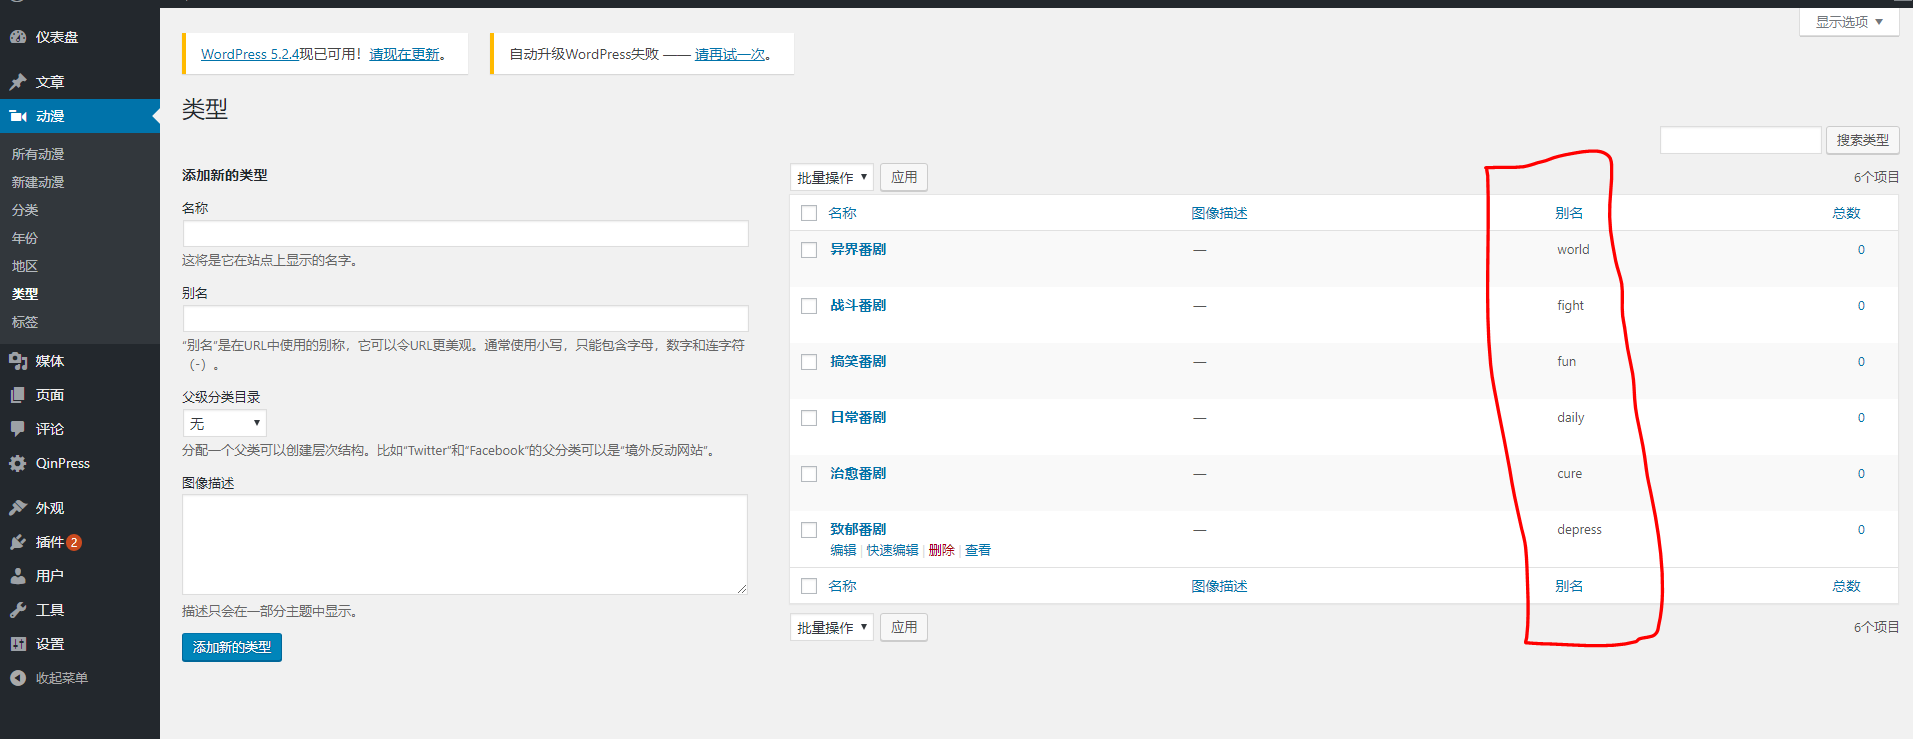 显示选项
仪表盘
文章
动漫
所有动漫
新建动漫
分类
年份
地区
类型
标签
媒体
页面
评论
QinPress
外观
插件 2
用户
工具
设置
收起菜单
WordPress 5.2.4现已可用！请现在更新。
自动升级WordPress失败 —— 请再试一次。
类型
搜索类型
添加新的类型
名称
这将是它在站点上显示的名字。
别名
“别名”是在URL中使用的别称，它可以令URL更美观。通常使用小写，只能包含字母，数字和连字符
（-）。
父级分类目录
无
分配一个父类可以创建层次结构。比如“Twitter”和“Facebook”的父分类可以是“境外反动网站”。
图像描述
描述只会在一部分主题中显示。
添加新的类型
批量操作 应用 6个项目
名称 图像描述 别名 总数
异界番剧 — world 0
战斗番剧 — fight 0
搞笑番剧 — fun 0
日常番剧 — daily 0
治愈番剧 — cure 0
致郁番剧 — depress 0
编辑 | 快速编辑 | 删除 | 查看
名称 图像描述 别名 总数
批量操作 应用 6个项目